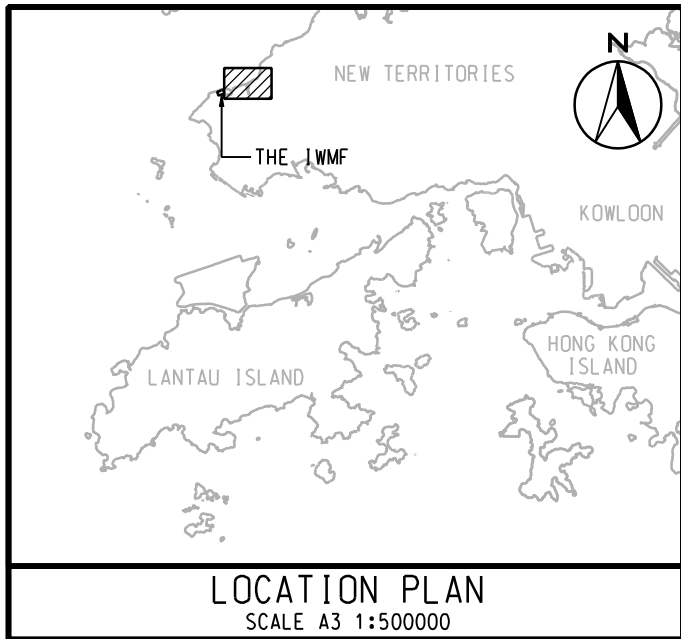 N
NEW TERRITORIES
THE IWMF
KOWLOON
HONG KONG
ISLAND
LANTAU ISLAND
LOCATION PLAN
SCALE A3 1:500000